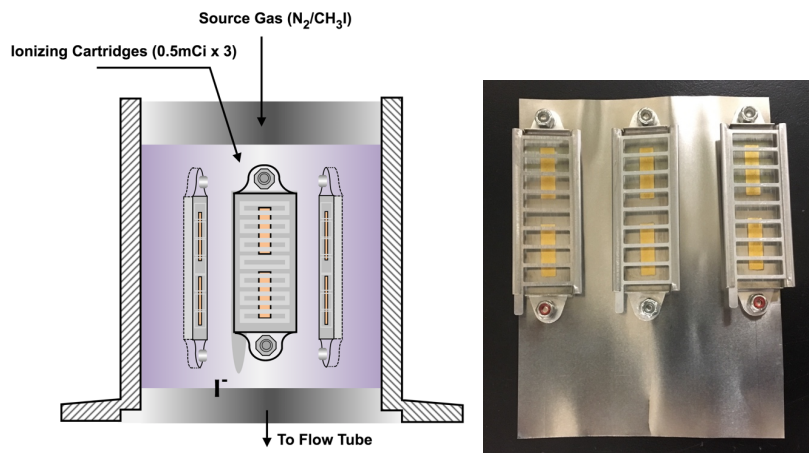 Source Gas (N₂/CH₃I)
Ionizing Cartridges (0.5mCi x 3)
I⁻
To Flow Tube